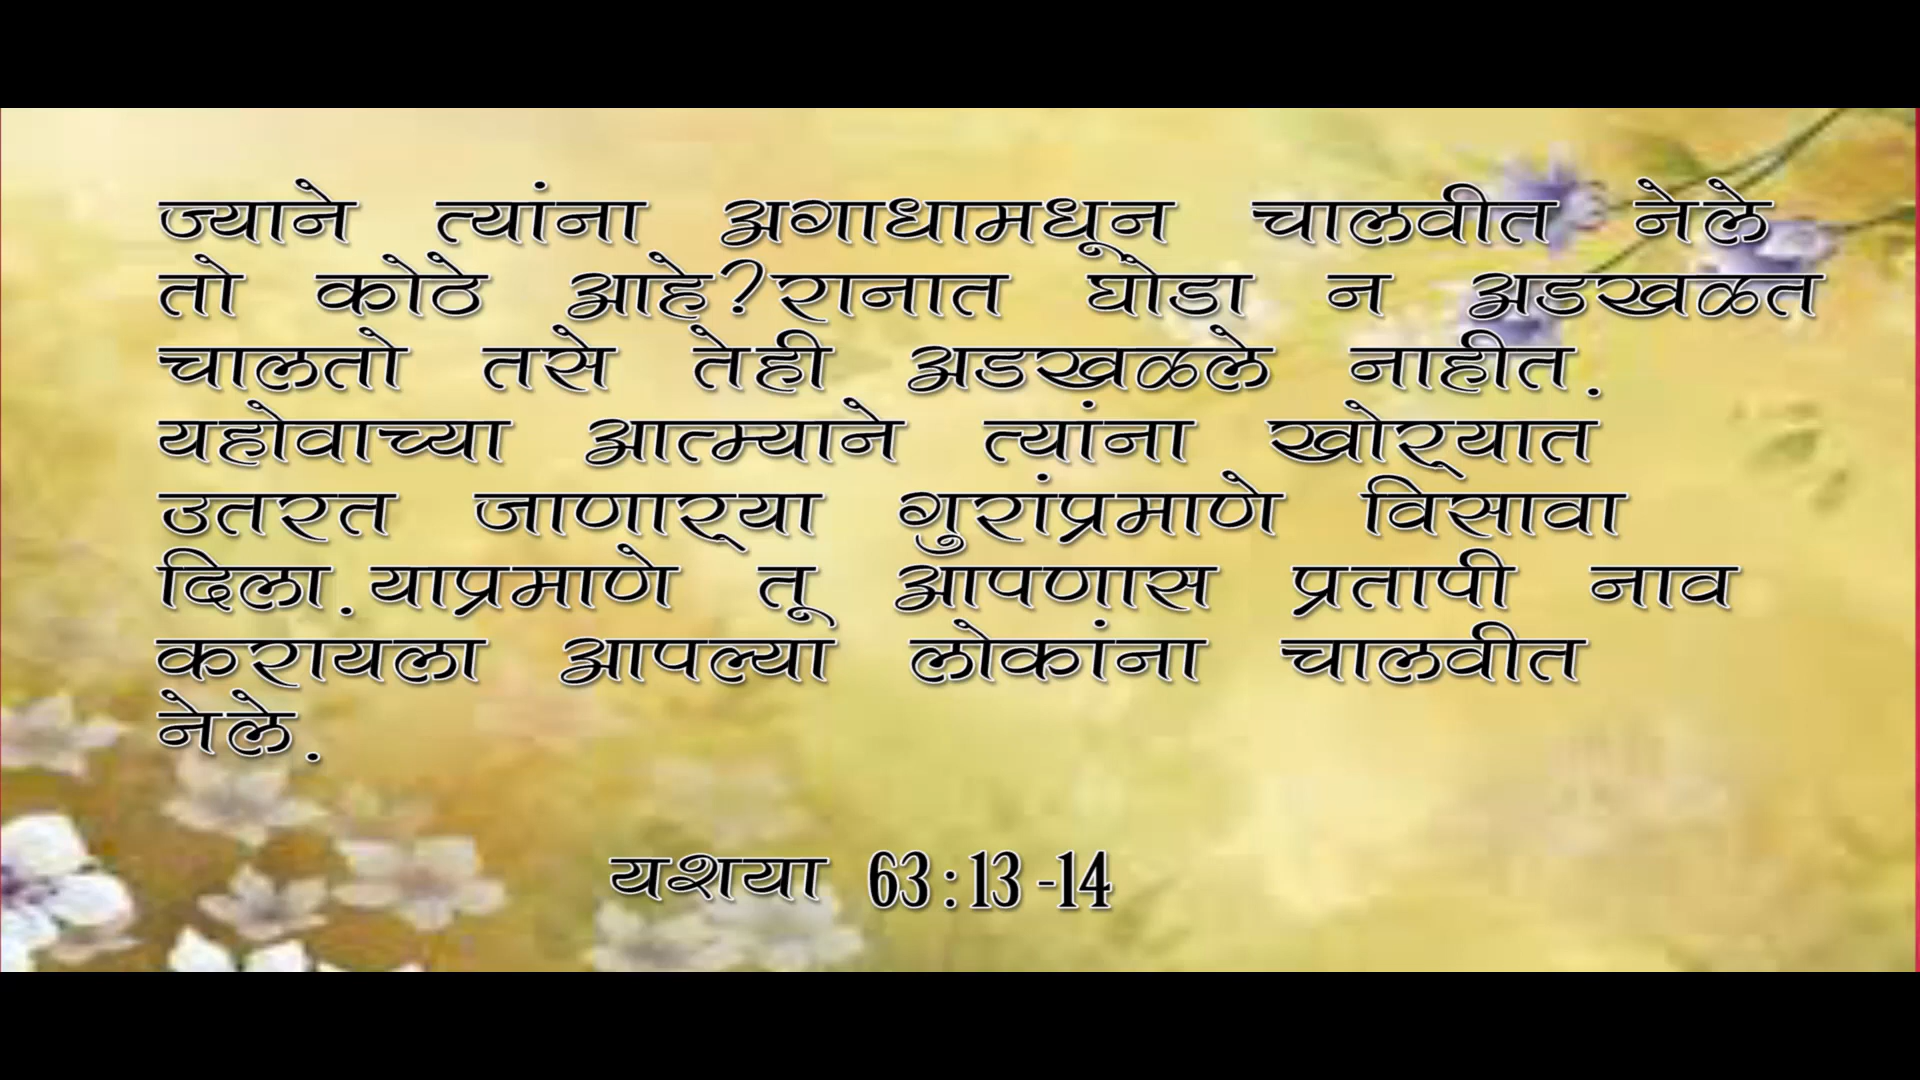 ज्याने त्यांना अगाधामधून चालवीत नेले
तो कोठे आहे?रानात घोडा न अडखळत
चालतो तसे तेही अडखळले नाहीत.
यहोवाच्या आत्म्याने त्यांना खोऱ्यात
उतरत जाणाऱ्या गुरांप्रमाणे विसावा
दिला.याप्रमाणे तू आपणास प्रतापी नाव
करायला आपल्या लोकांना चालवीत
नेले.
यशया 63:13-14